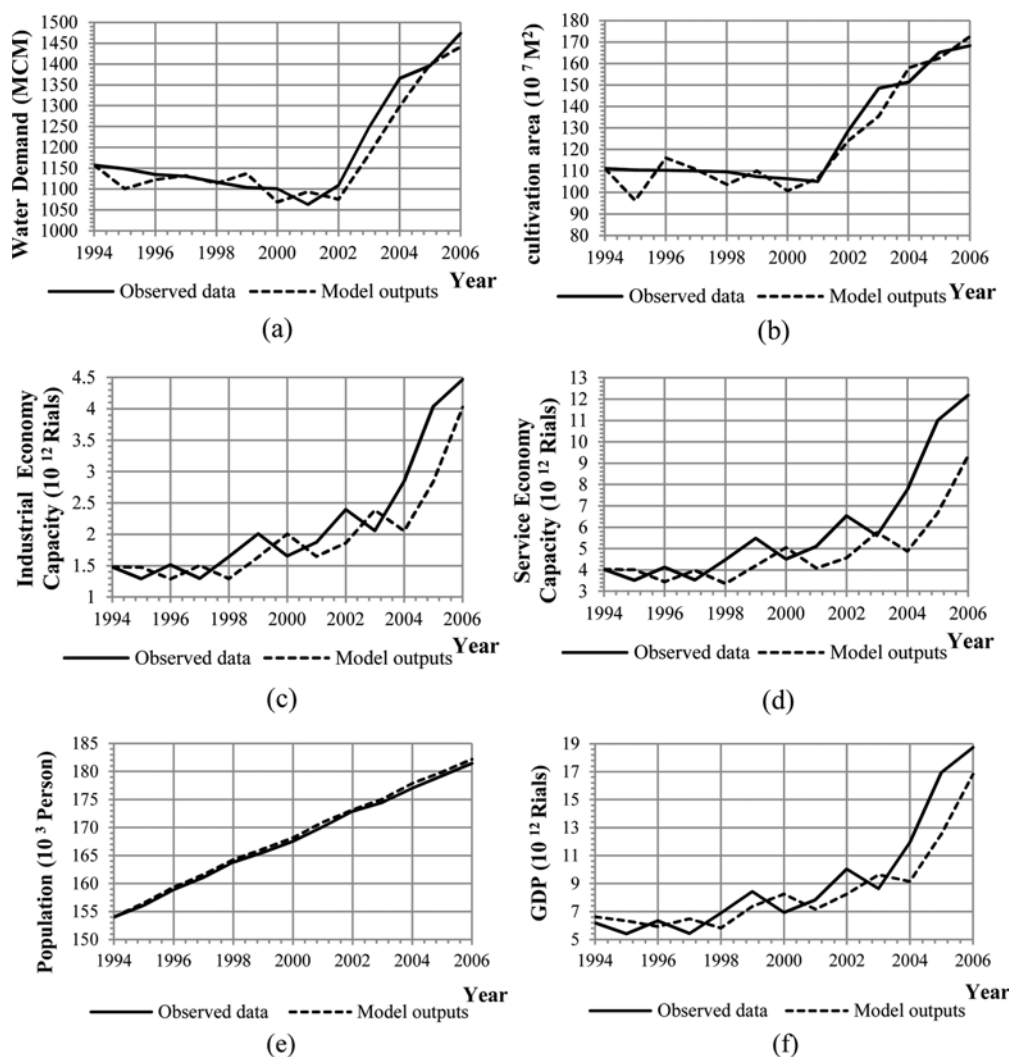 Water Demand (MCM)
1500
1450
1400
1350
1300
1250
1200
1150
1100
1050
1000
1994 1996 1998 2000 2002 2004 2006
Year
Observed data Model outputs
(a)
cultivation area (10 7 M2)
180
170
160
150
140
130
120
110
100
90
80
1994 1996 1998 2000 2002 2004 2006
Observed data Model outputs Year
(b)
Industrial Economy
Capacity (10 12 Rials)
4.5
4
3.5
3
2.5
2
1.5
1
1994 1996 1998 2000 2002 2004 2006
Year
Observed data Model outputs
(c)
Service Economy
Capacity (10 12 Rials)
13
12
11
10
9
8
7
6
5
4
3
1994 1996 1998 2000 2002 2004 2006
Year
Observed data Model outputs
(d)
Population (10 3 Person)
185
180
175
170
165
160
155
150
1994 1996 1998 2000 2002 2004 2006
Year
Observed data Model outputs
(e)
GDP (10 12 Rials)
19
17
15
13
11
9
7
5
1994 1996 1998 2000 2002 2004 2006
Year
Observed data Model outputs
(f)